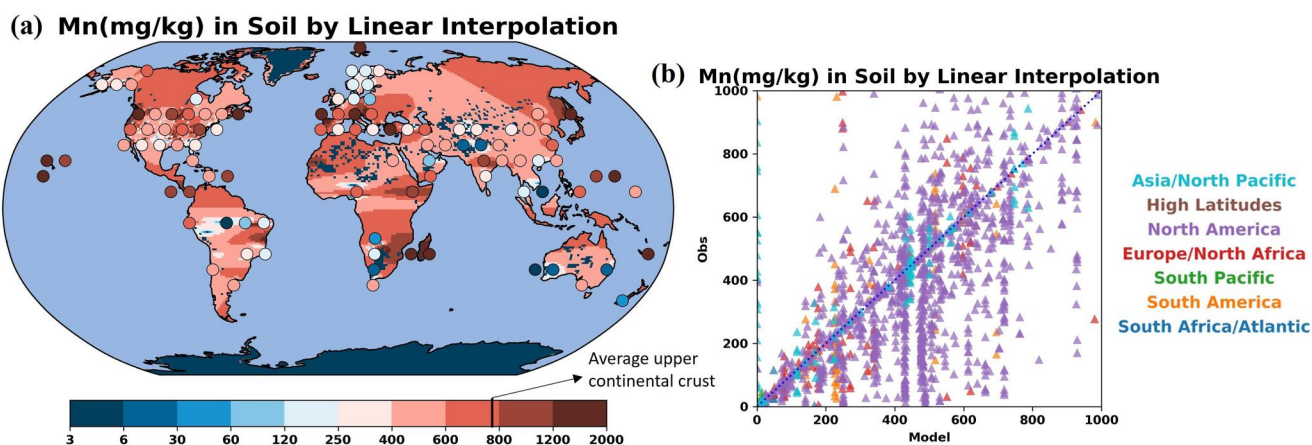 (a) Mn(mg/kg) in Soil by Linear Interpolation
Average upper
continental crust
3 6 30 60 120 250 400 600 800 1200 2000
(b) Mn(mg/kg) in Soil by Linear Interpolation
1000
800
600
400
200
0
Obs
0 200 400 600 800 1000
Model
Asia/North Pacific
High Latitudes
North America
Europe/North Africa
South Pacific
South America
South Africa/Atlantic